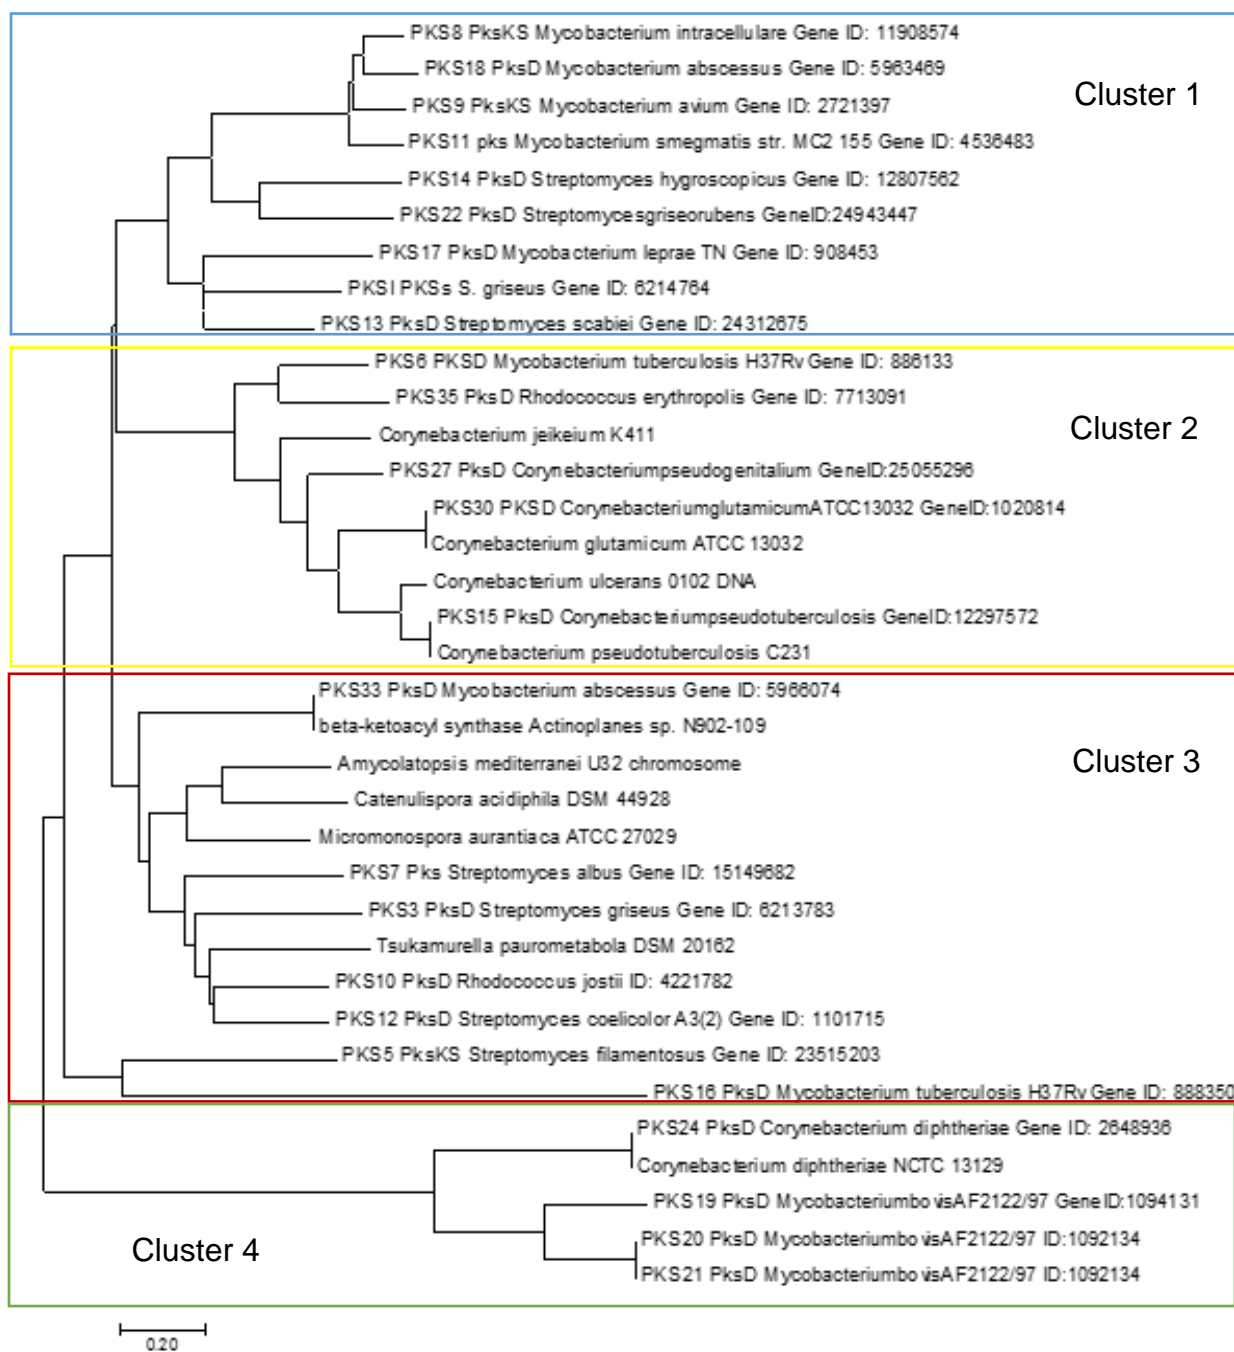 PKS8 PksKS Mycobacterium intracellulare Gene ID: 11908574
PKS18 PksD Mycobacterium abscessus Gene ID: 5963469
Cluster 1
PKS9 PksKS Mycobacterium avium Gene ID: 2721397
PKS11 pks Mycobacterium smegmatis str. MC2 155 Gene ID: 4536483
PKS14 PksD Streptomyces hygroscopicus Gene ID: 12807562
PKS22 PksD Streptomycesgriseorubens GeneID:24943447
PKS17 PksD Mycobacterium leprae TN Gene ID: 908453
PKSI PKSs S. griseus Gene ID: 6214764
PKS13 PksD Streptomyces scabiei Gene ID: 24312675
PKS6 PKSD Mycobacterium tuberculosis H37Rv Gene ID: 886133
PKS35 PksD Rhodococcus erythropolis Gene ID: 7713091
Cluster 2
Corynebacterium jeikeium K411
PKS27 PksD Corynebacteriumpseudogenitalium GeneID:25055296
PKS30 PKSD CorynebacteriumglutamicumATCC13032 GeneID:1020814
Corynebacterium glutamicum ATCC 13032
Corynebacterium ulcerans 0102 DNA
PKS15 PksD Corynebacteriumpseudotuberculosis GeneID:12297572
Corynebacterium pseudotuberculosis C231
PKS33 PksD Mycobacterium abscessus Gene ID: 5966074
beta-ketoacyl synthase Actinoplanes sp. N902-109
Amycolatopsis mediterranei U32 chromosome
Cluster 3
Catenulispora acidiphila DSM 44928
Micromonospora aurantiaca ATCC 27029
PKS7 Pks Streptomyces albus Gene ID: 15149682
PKS3 PksD Streptomyces griseus Gene ID: 6213783
Tsukamurella paurometabola DSM 20162
PKS10 PksD Rhodococcus jostii ID: 4221782
PKS12 PksD Streptomyces coelicolor A3(2) Gene ID: 1101715
PKS5 PksKS Streptomyces filamentosus Gene ID: 23515203
PKS16 PksD Mycobacterium tuberculosis H37Rv Gene ID: 888350
PKS24 PksD Corynebacterium diphtheriae Gene ID: 2648936
Corynebacterium diphtheriae NCTC 13129
PKS19 PksD MycobacteriumbovisAF2122/97 GeneID:1094131
PKS20 PksD MycobacteriumbovisAF2122/97 ID:1092134
Cluster 4
PKS21 PksD MycobacteriumbovisAF2122/97 ID:1092134
0.20